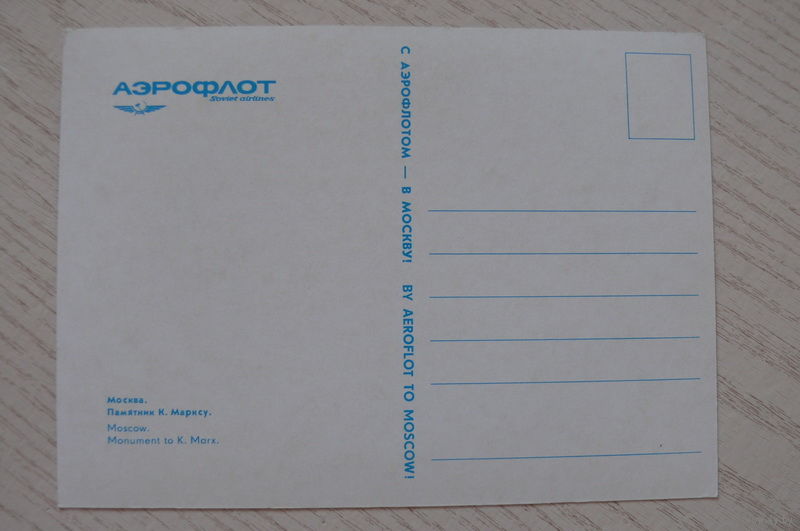 АЭРОФЛОТ
Soviet airlines
С АЭРОФЛОТОМ — В МОСКВУ! BY AEROFLOT TO MOSCOW!
Москва.
Памятник К. Марксу.
Moscow.
Monument to K. Marx.